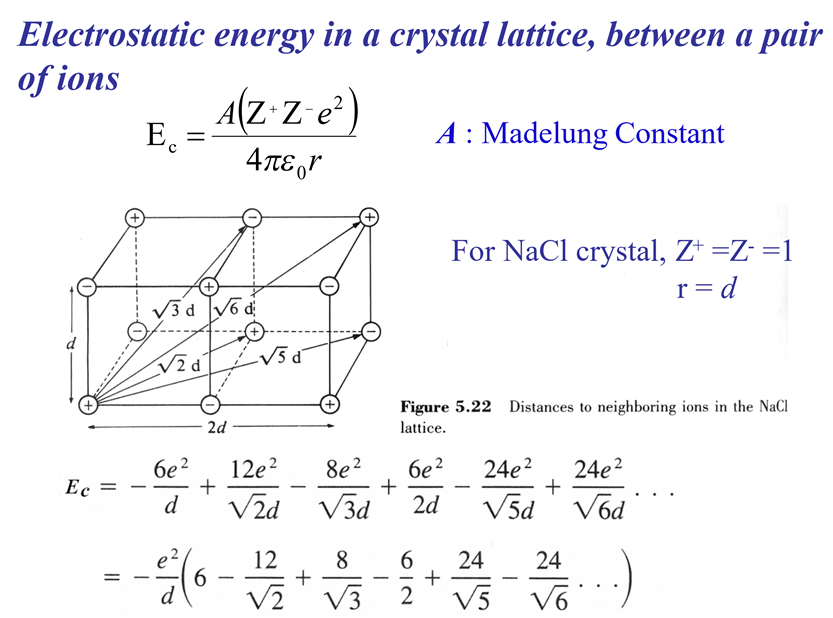 Electrostatic energy in a crystal lattice, between a pair
of ions
E_c = A(Z⁺Z⁻e²) / 4πε₀r
A : Madelung Constant
For NaCl crystal, Z⁺ =Z⁻ =1
r = d
+ − +
− + −
√3 d √6 d
d
− + −
√2 d √5 d
+ − +
2d
Figure 5.22 Distances to neighboring ions in the NaCl
lattice.
E_C = − 6e²/d + 12e²/√2d − 8e²/√3d + 6e²/2d − 24e²/√5d + 24e²/√6d . . .
= − e²/d (6 − 12/√2 + 8/√3 − 6/2 + 24/√5 − 24/√6 . . .)